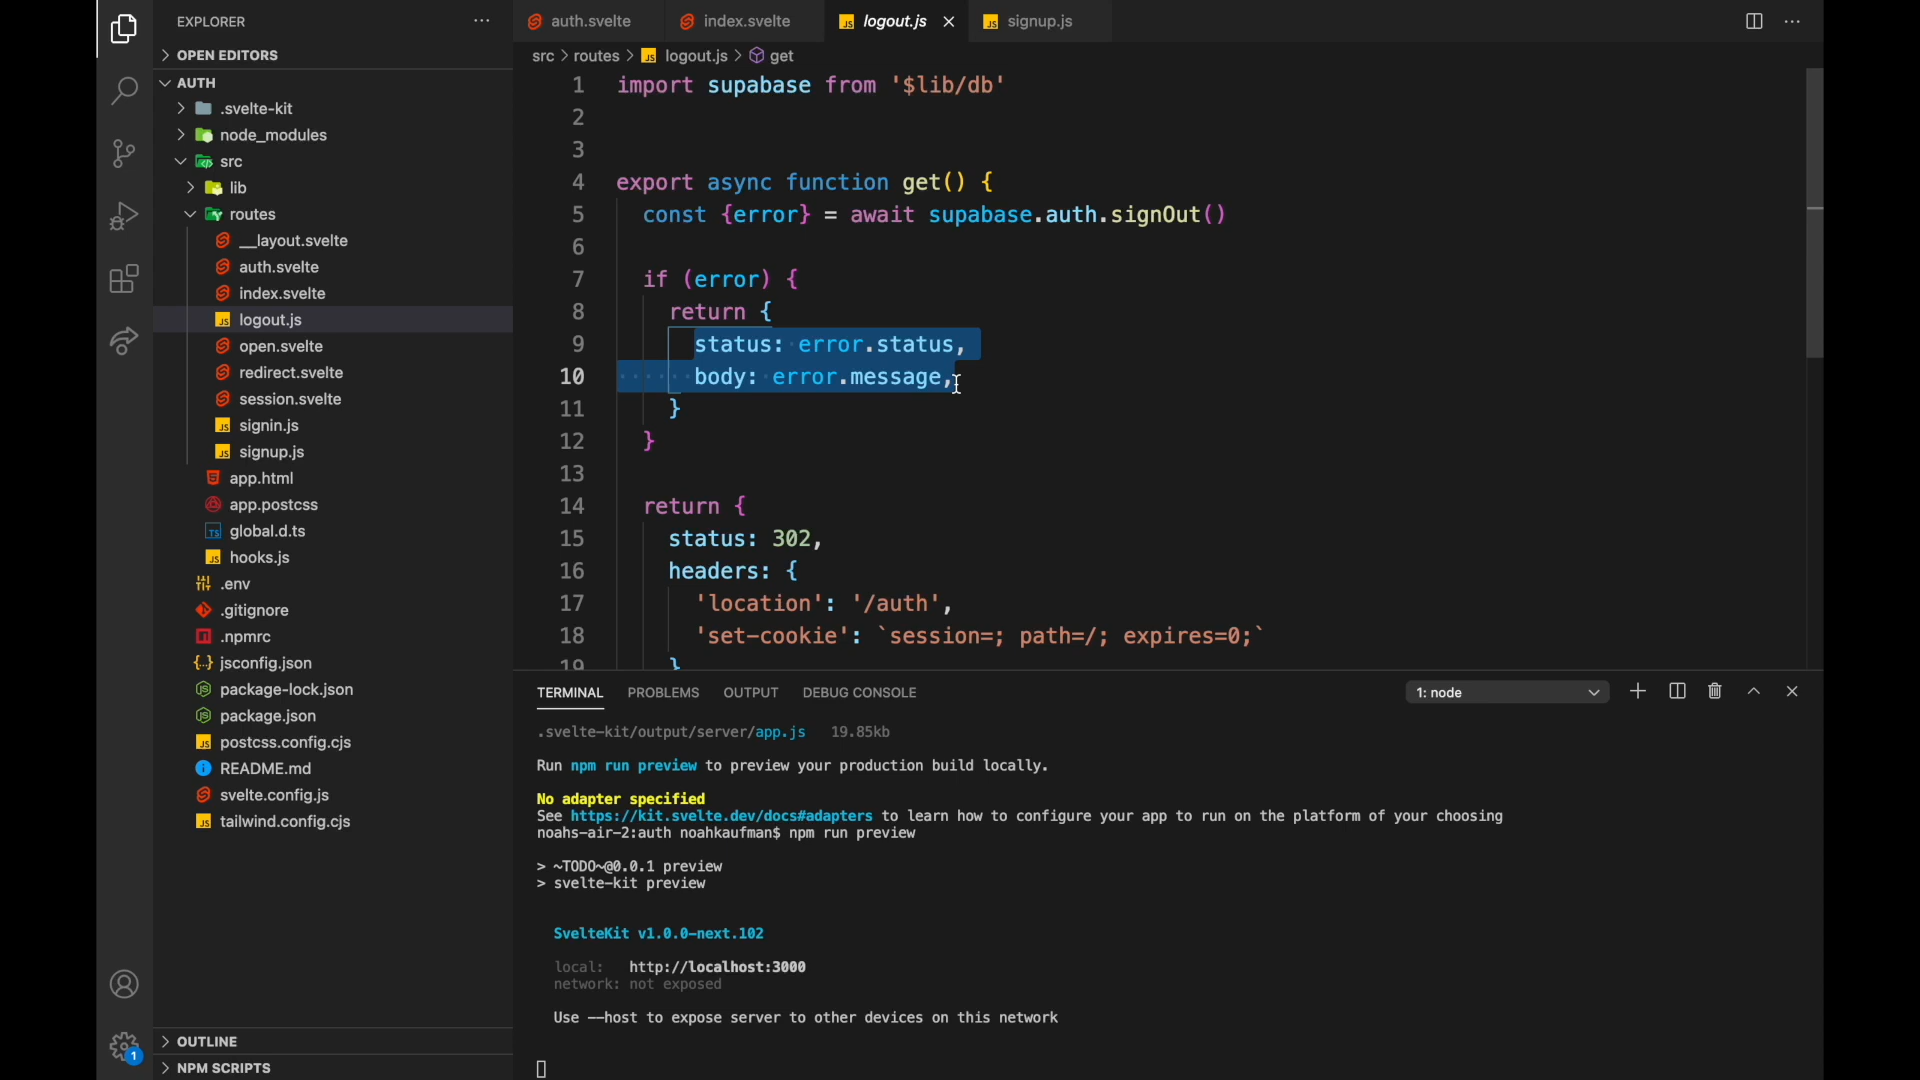 EXPLORER
OPEN EDITORS
AUTH
.svelte-kit
node_modules
src
lib
routes
__layout.svelte
auth.svelte
index.svelte
logout.js
open.svelte
redirect.svelte
session.svelte
signin.js
signup.js
app.html
app.postcss
global.d.ts
hooks.js
.env
.gitignore
.npmrc
jsconfig.json
package-lock.json
package.json
postcss.config.cjs
README.md
svelte.config.js
tailwind.config.cjs
OUTLINE
NPM SCRIPTS
1
auth.svelte index.svelte logout.js signup.js
src > routes > logout.js > get
1 import supabase from '$lib/db'
2
3
4 export async function get() {
5 const {error} = await supabase.auth.signOut()
6
7 if (error) {
8 return {
9 status: error.status,
10 body: error.message,
11 }
12 }
13
14 return {
15 status: 302,
16 headers: {
17 'location': '/auth',
18 'set-cookie': `session=; path=/; expires=0;`
19 }
TERMINAL PROBLEMS OUTPUT DEBUG CONSOLE 1: node
.svelte-kit/output/server/app.js 19.85kb
Run npm run preview to preview your production build locally.
No adapter specified
See https://kit.svelte.dev/docs#adapters to learn how to configure your app to run on the platform of your choosing
noahs-air-2:auth noahkaufman$ npm run preview
> ~TODO~@0.0.1 preview
> svelte-kit preview
SvelteKit v1.0.0-next.102
local: http://localhost:3000
network: not exposed
Use --host to expose server to other devices on this network